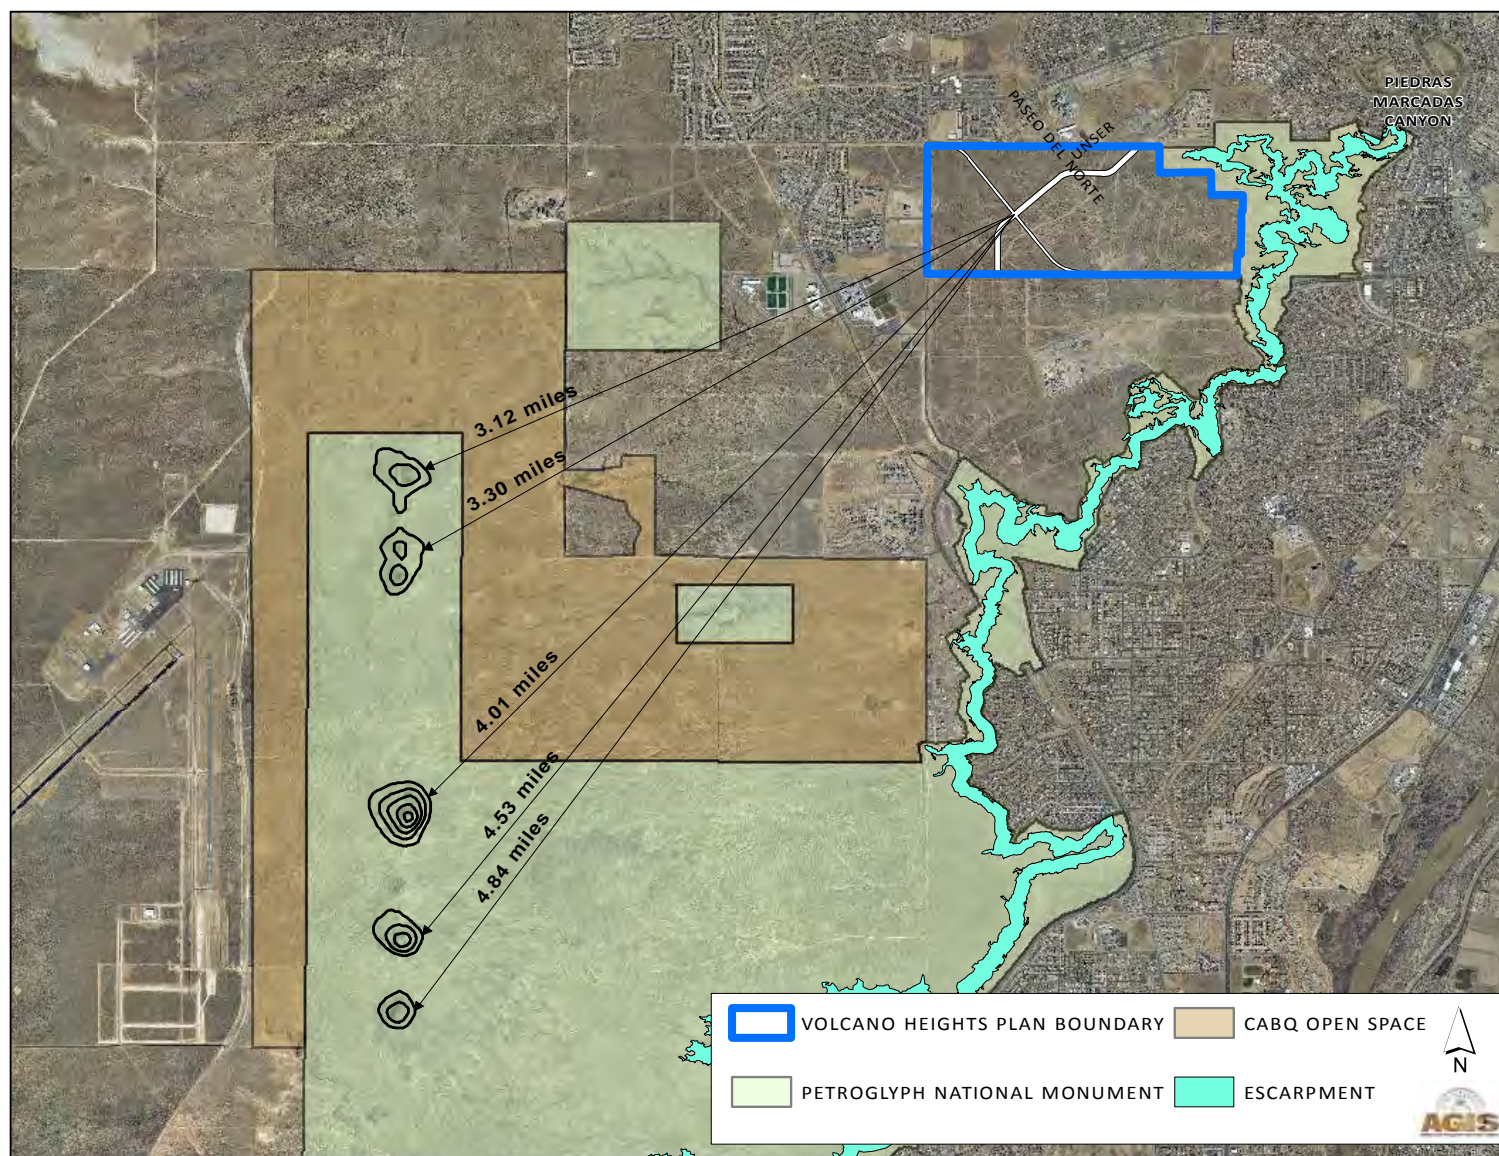 PIEDRAS
MARCADAS
CANYON
PASEO DEL NORTE
UNSER
3.12 miles
3.30 miles
4.01 miles
4.53 miles
4.84 miles
VOLCANO HEIGHTS PLAN BOUNDARY
CABQ OPEN SPACE
PETROGLYPH NATIONAL MONUMENT
ESCARPMENT
N
AGIS